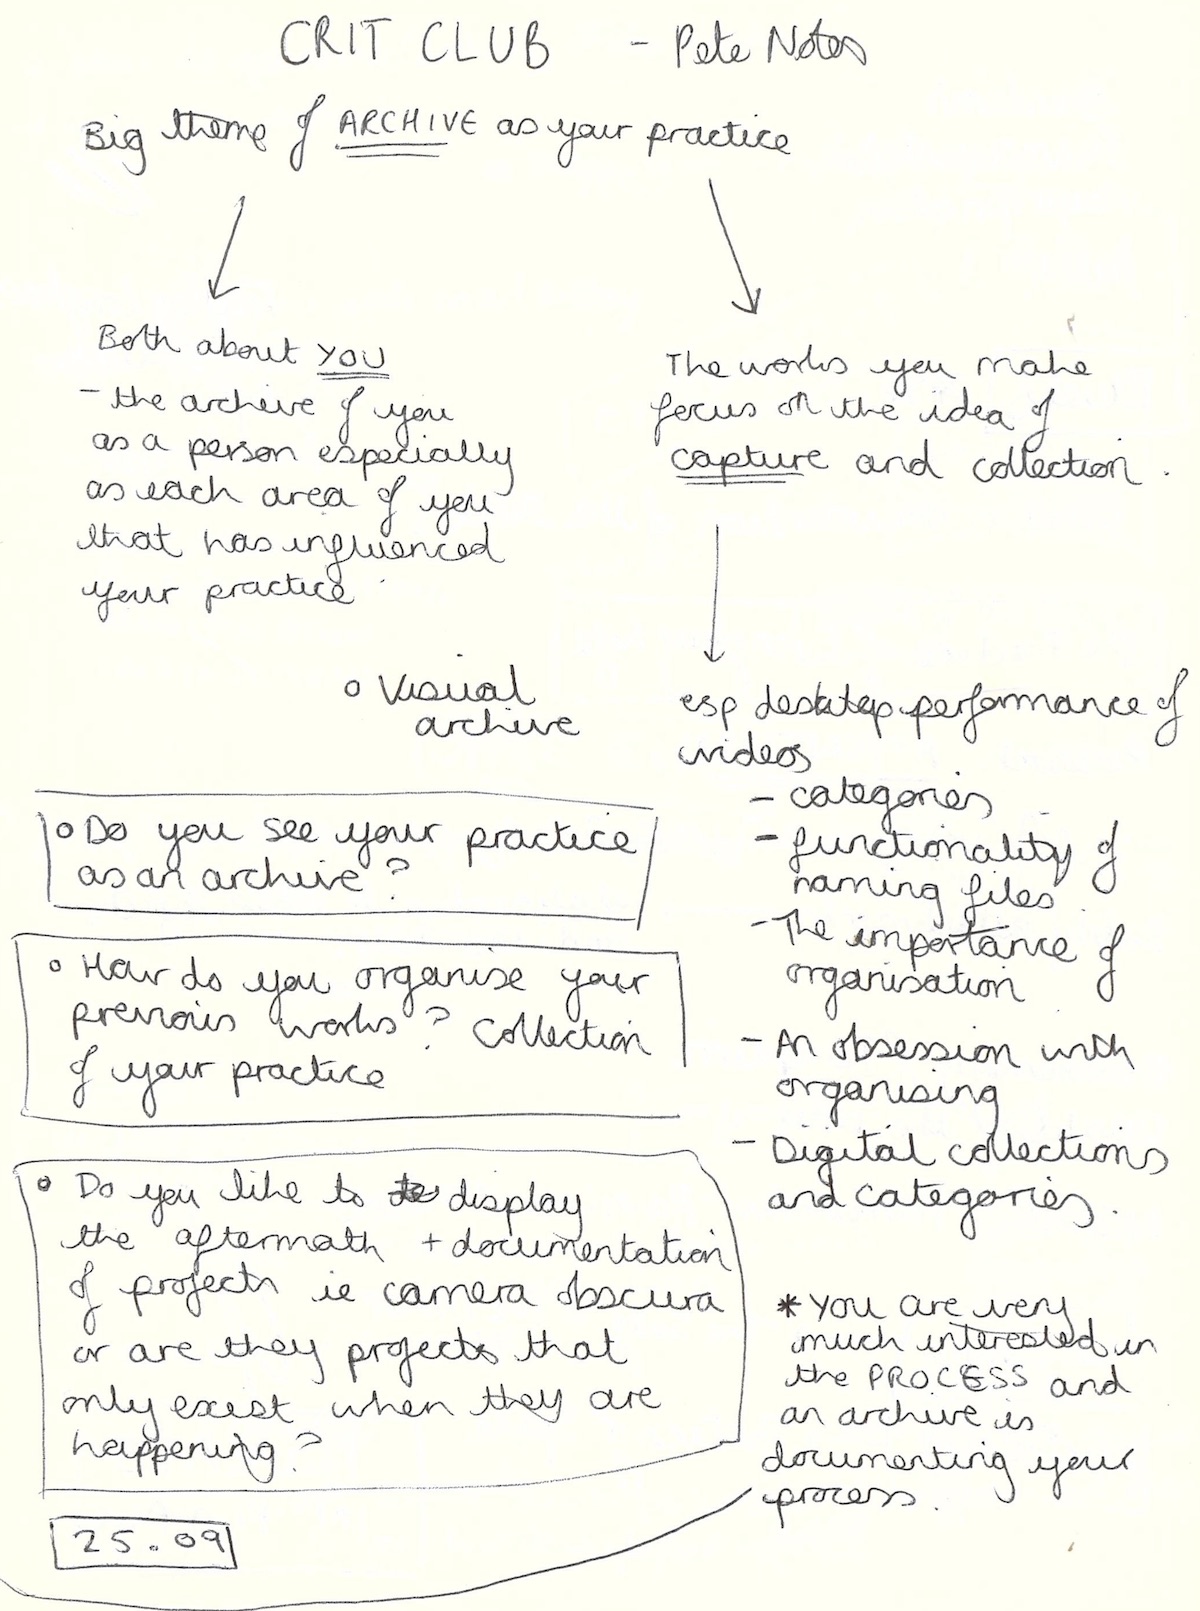 CRIT CLUB - Pete Notes
Big theme of ARCHIVE as your practice
Both about YOU
- the archive of you
as a person especially
as each area of you
that has influenced
your practice
The works you make
focus on the idea of
capture and collection.
o Visual
archive
esp desktop performance of
videos
- categories
- functionality of
naming files
- The importance of
organisation
- An obsession with
organising
- Digital collections
and categories.
o Do you see your practice
as an archive?
o How do you organise your
previous works? Collection
of your practice
o Do you like to display
the aftermath + documentation
of projects ie camera obscura
or are they projects that
only exist when they are
happening?
* You are very
much interested in
the PROCESS and
an archive is
documenting your
process.
25.09